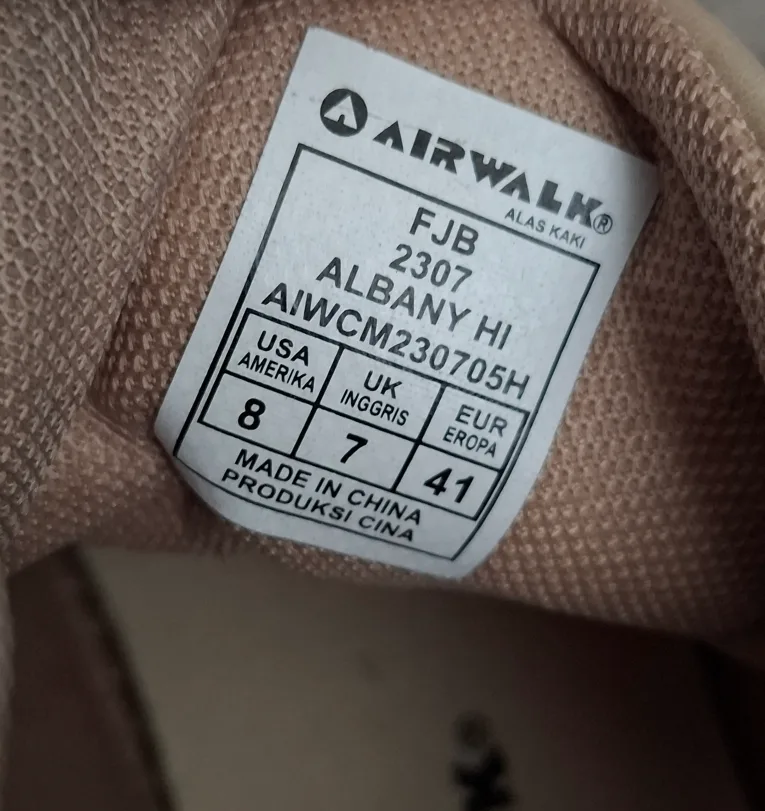 AIRWALK®
ALAS KAKI
FJB
2307
ALBANY HI
AIWCM230705H
USA UK EUR
AMERIKA INGGRIS EROPA
8 7 41
MADE IN CHINA
PRODUKSI CINA